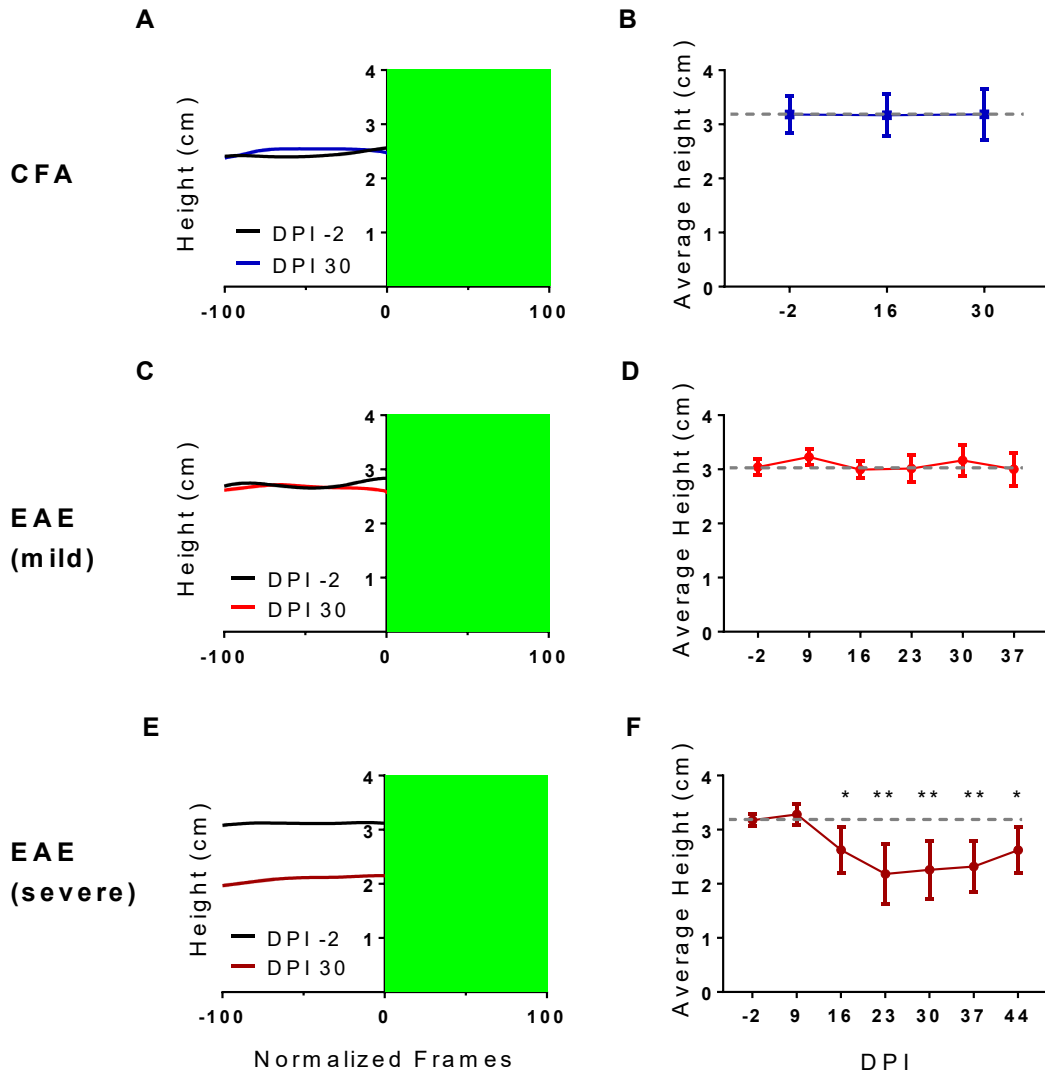 A
B
4
3
2
1
0
Height (cm)
CFA
DPI -2
DPI 30
-100
0
100
4
3
2
1
0
Average height (cm)
-2
16
30
C
D
4
3
2
1
Height (cm)
EAE
(mild)
DPI -2
DPI 30
-100
0
100
4
3
2
1
0
Average Height (cm)
-2
9
16
23
30
37
E
F
4
3
2
1
Height (cm)
EAE
(severe)
DPI -2
DPI 30
-100
0
100
Normalized Frames
4
3
2
1
0
Average Height (cm)
* ** ** ** *
-2
9
16
23
30
37
44
DPI